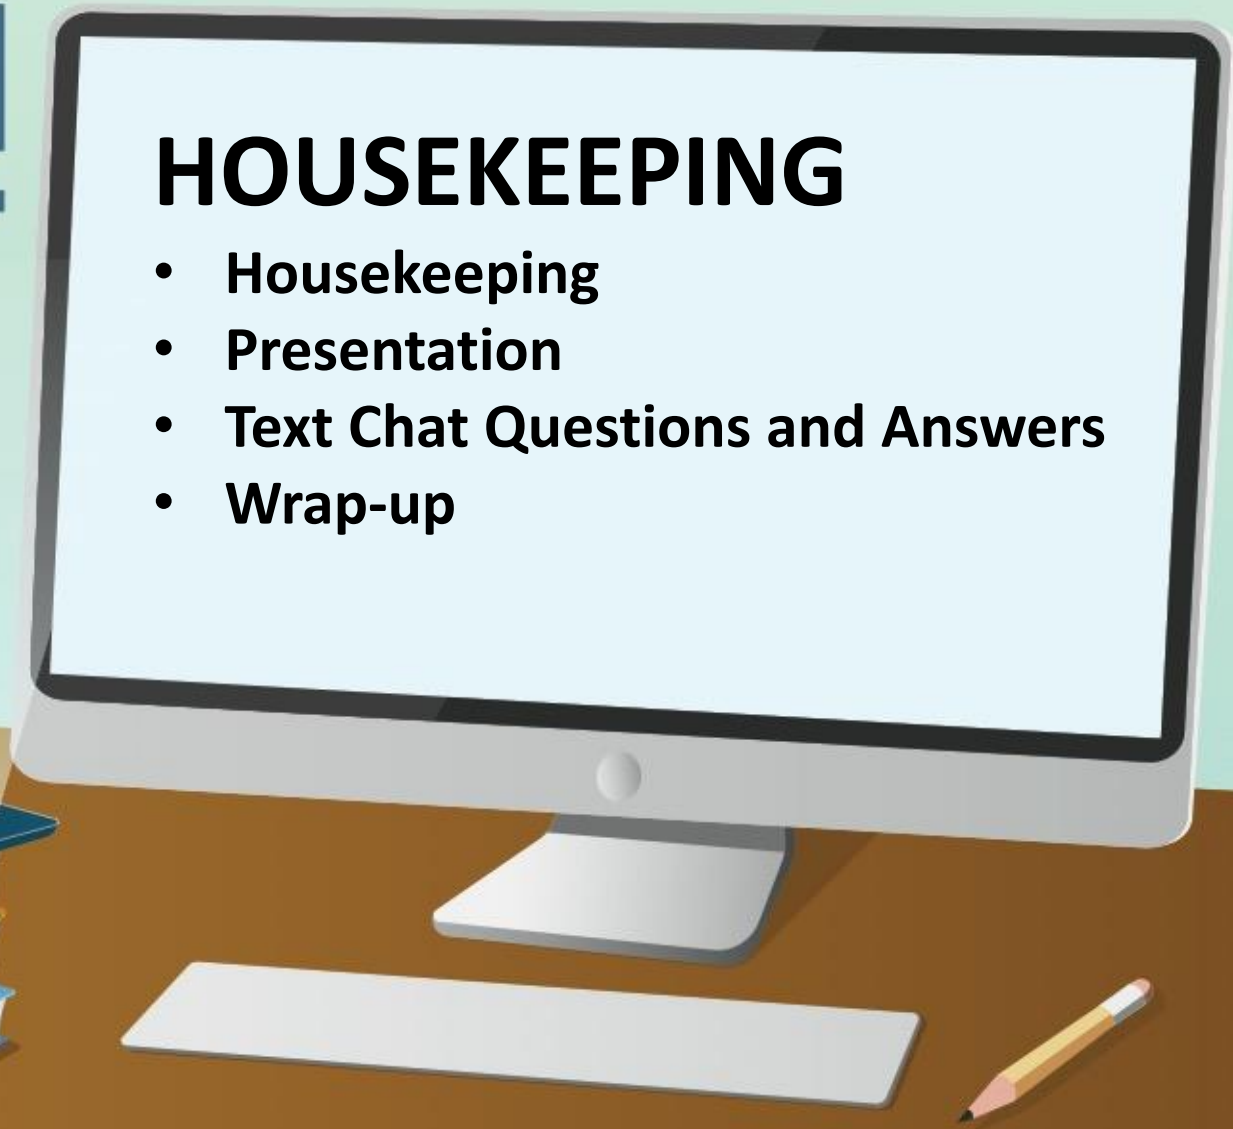 HOUSEKEEPING
• Housekeeping
• Presentation
• Text Chat Questions and Answers
• Wrap-up